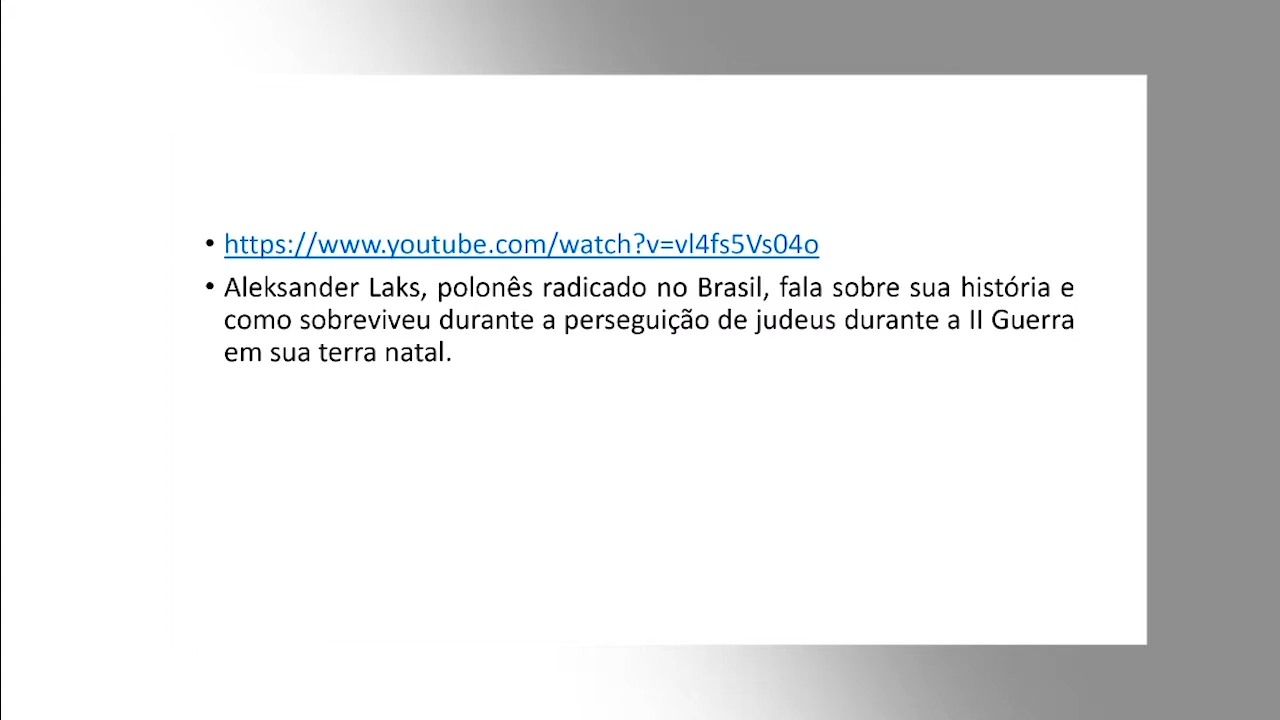 • https://www.youtube.com/watch?v=vl4fs5Vs04o
• Aleksander Laks, polonês radicado no Brasil, fala sobre sua história e
como sobreviveu durante a perseguição de judeus durante a II Guerra
em sua terra natal.